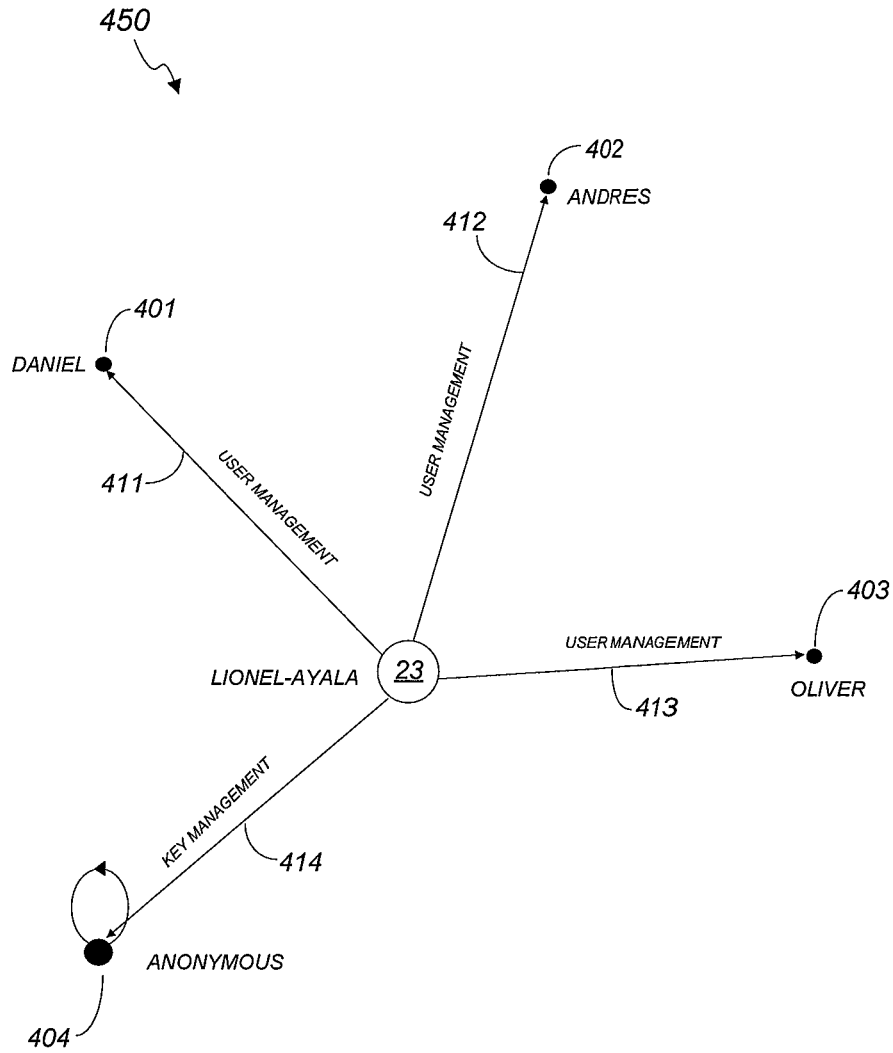 450
402
ANDRES
412
401
DANIEL
USER MANAGEMENT
411
USER MANAGEMENT
403
USER MANAGEMENT
LIONEL-AYALA
23
OLIVER
413
KEY MANAGEMENT
414
ANONYMOUS
404